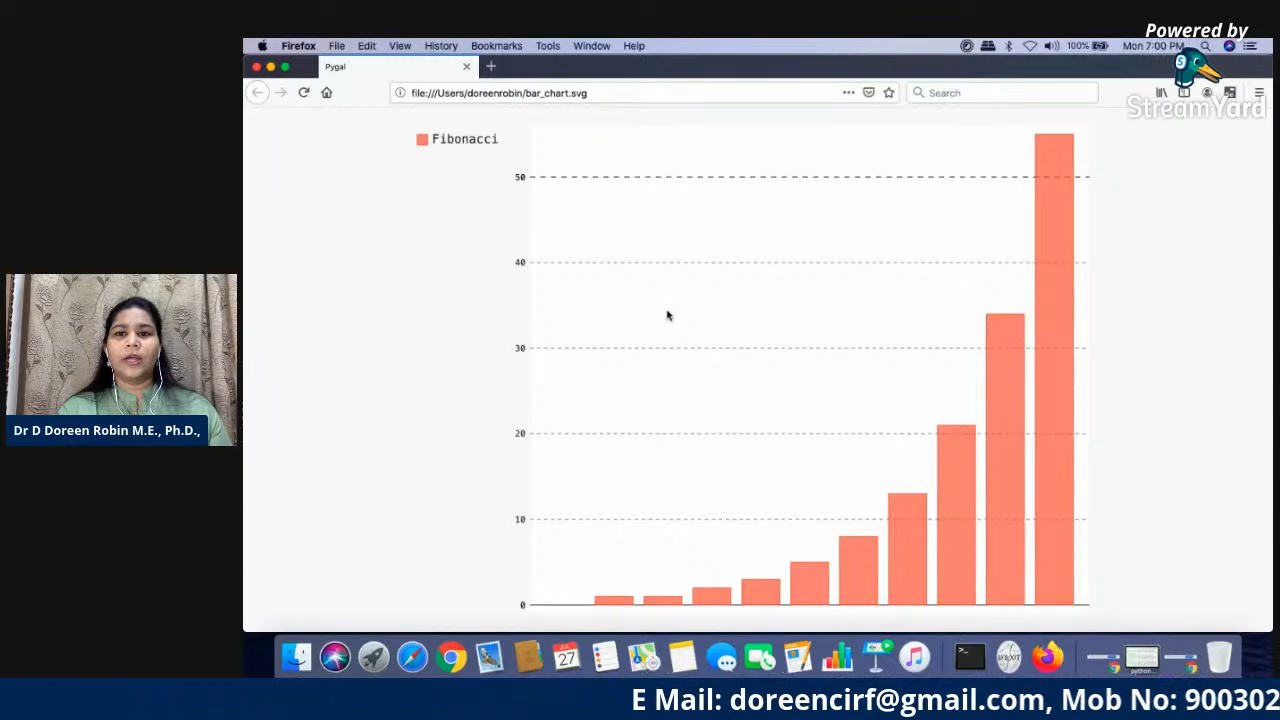 Powered by
StreamYard
Firefox File Edit View History Bookmarks Tools Window Help 100% Mon 7:00 PM
Pygal
file:///Users/doreenrobin/bar_chart.svg
Search
Fibonacci
50
40
30
20
10
0
Dr D Doreen Robin M.E., Ph.D.,
JUL
27
python
E Mail: doreencirf@gmail.com, Mob No: 900302